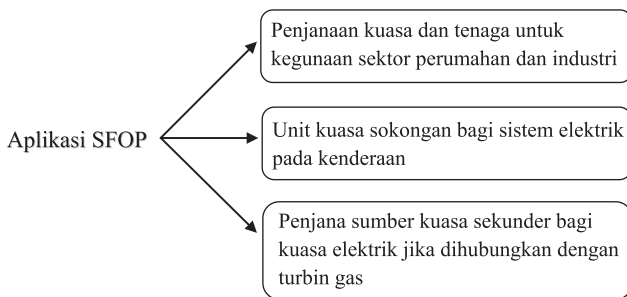 Penjanaan kuasa dan tenaga untuk
kegunaan sektor perumahan dan industri
Aplikasi SFOP
Unit kuasa sokongan bagi sistem elektrik
pada kenderaan
Penjana sumber kuasa sekunder bagi
kuasa elektrik jika dihubungkan dengan
turbin gas